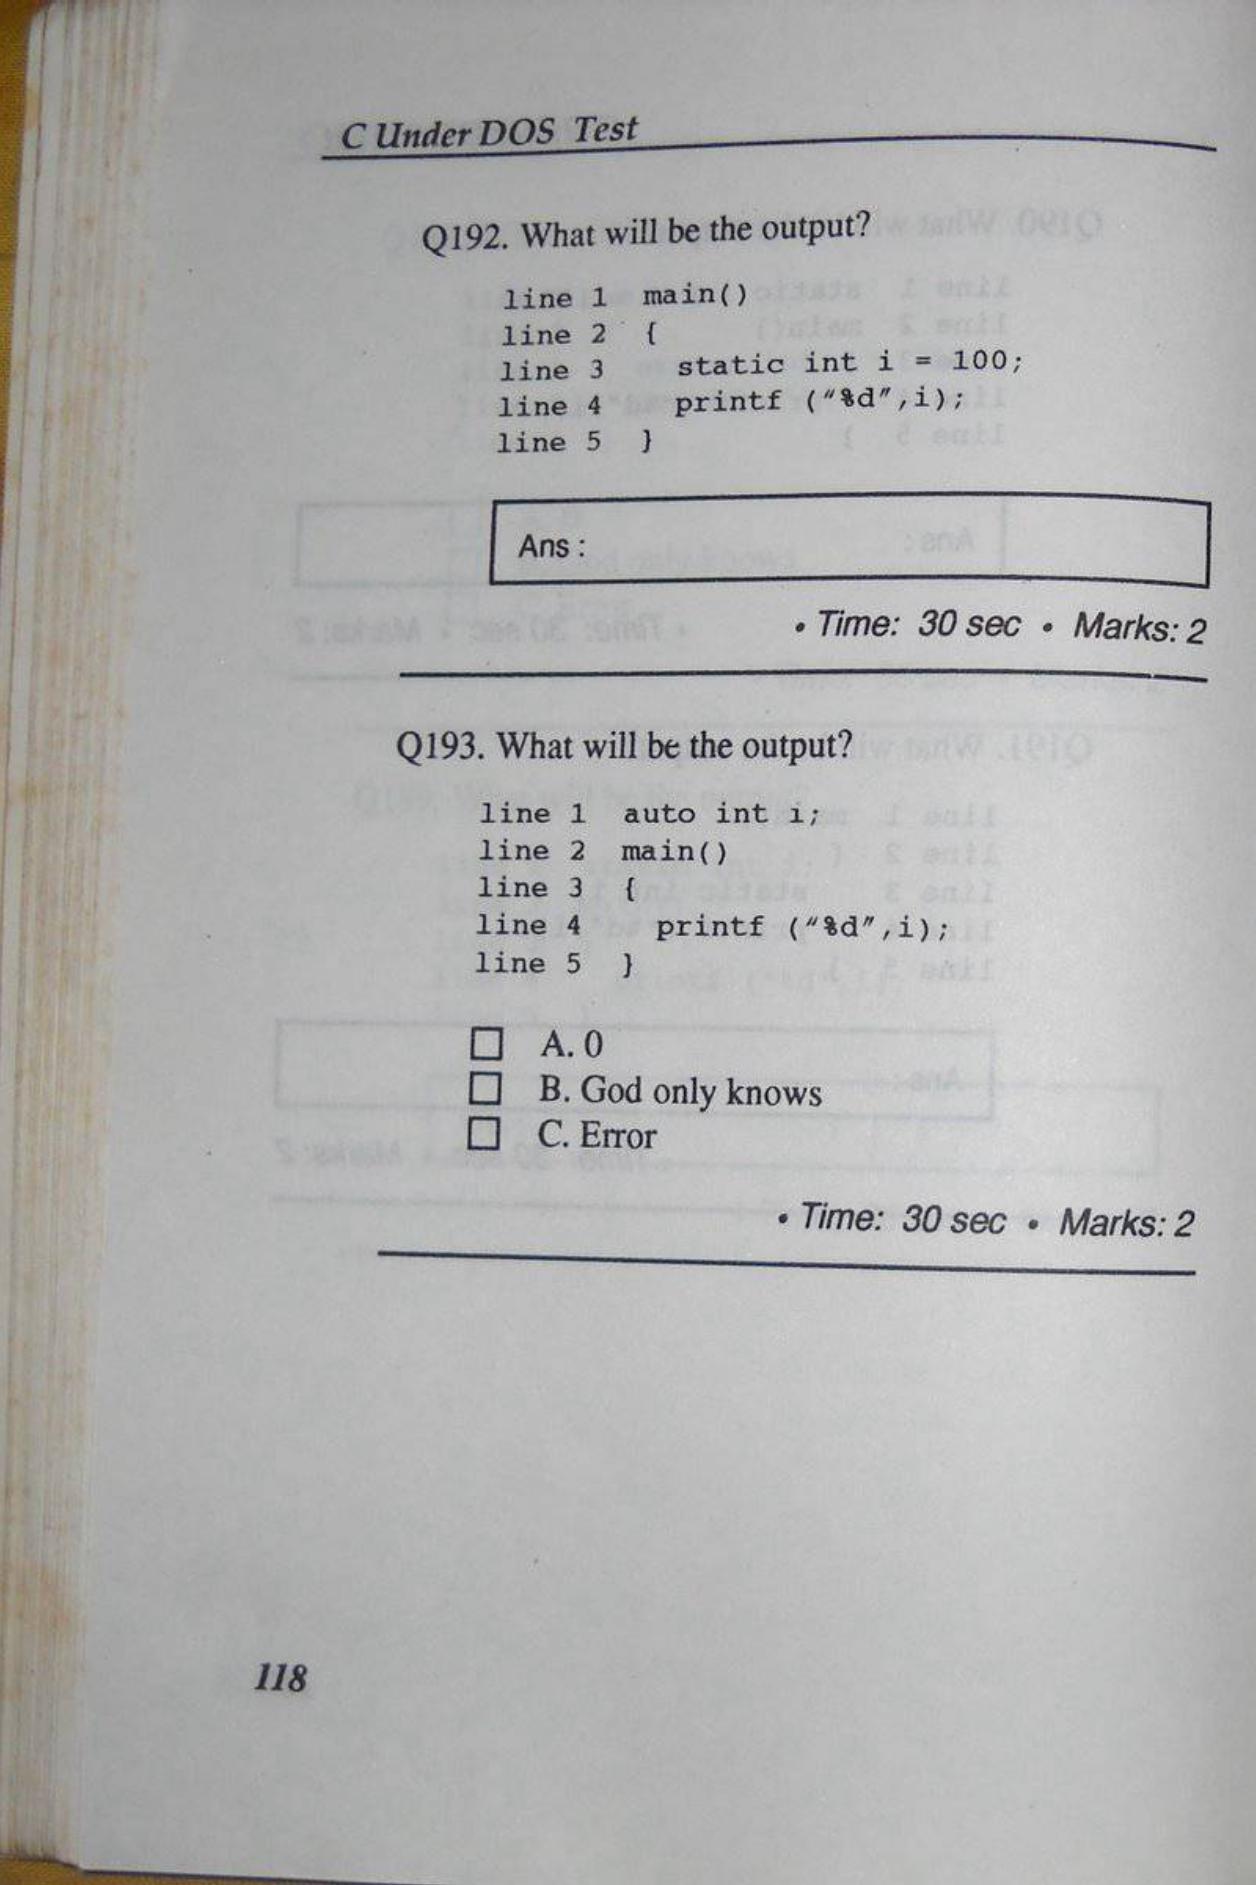 C Under DOS Test
Q192. What will be the output?
line 1 main()
line 2 {
line 3 static int i = 100;
line 4 printf ("%d",i);
line 5 }
Ans :
• Time: 30 sec • Marks: 2
Q193. What will be the output?
line 1 auto int i;
line 2 main()
line 3 {
line 4 printf ("%d",i);
line 5 }
A. 0
B. God only knows
C. Error
• Time: 30 sec • Marks: 2
118